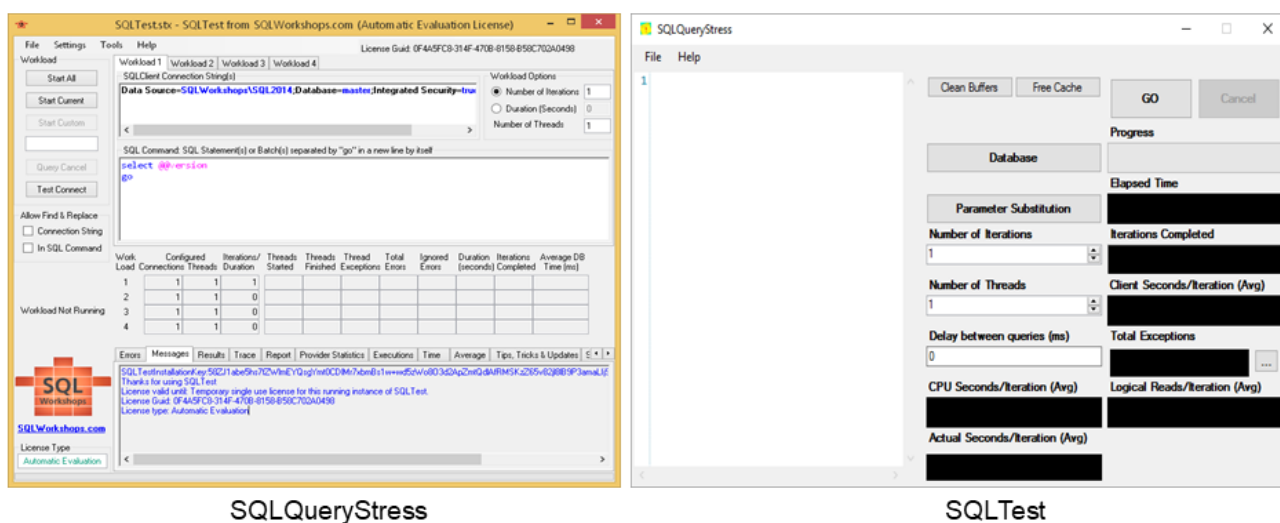 SQLTest.stx - SQLTest from SQLWorkshops.com (Automatic Evaluation License)
File Settings Tools Help
License Guid: 0F4A5FC8-314F-470B-8158-B58C702A0498
Workload
Start All
Start Current
Start Custom
Query Cancel
Test Connect
Allow Find & Replace
Connection String
In SQL Command
Workload Not Running
SQL
Workshops
SQLWorkshops.com
License Type
Automatic Evaluation
Workload 1 Workload 2 Workload 3 Workload 4
SQLClient Connection String(s)
Data Source=SQLWorkshops\SQL2014;Database=master;Integrated Security=true
Workload Options
Number of Iterations 1
Duration (Seconds) 0
Number of Threads 1
SQL Command: SQL Statement(s) or Batch(s) separated by "go" in a new line by itself
select @@version
go
Work Configured Iterations/ Threads Threads Thread Total Ignored Duration Iterations Average DB
Load Connections Threads Duration Started Finished Exceptions Errors Errors (seconds) Completed Time (ms)
1 1 1 1
2 1 1 0
3 1 1 0
4 1 1 0
Errors Messages Results Trace Report Provider Statistics Executions Time Average Tips, Tricks & Updates S
Thanks for using SQLTest
License valid until: Temporary single use license for this running instance of SQLTest.
License Guid: 0F4A5FC8-314F-470B-8158-B58C702A0498
License type: Automatic Evaluation
SQLQueryStress
SQLQueryStress
File Help
1
Clean Buffers Free Cache
GO Cancel
Progress
Database
Elapsed Time
Parameter Substitution
Number of Iterations
1
Iterations Completed
Number of Threads
1
Client Seconds/Iteration (Avg)
Delay between queries (ms)
0
Total Exceptions
...
CPU Seconds/Iteration (Avg)
Logical Reads/Iteration (Avg)
Actual Seconds/Iteration (Avg)
SQLTest